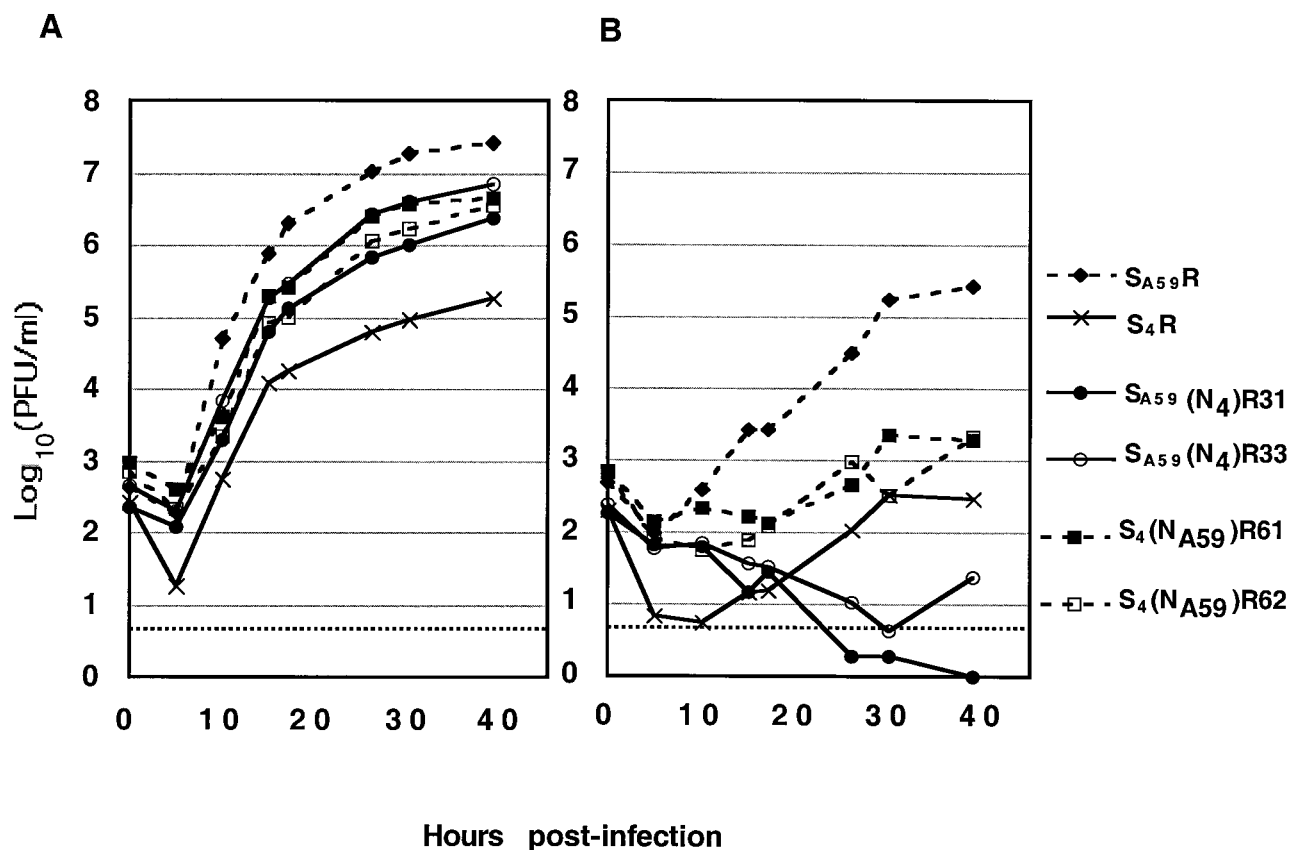 A
B
Log10(PFU/ml)
8
7
6
5
4
3
2
1
0
0 10 20 30 40
8
7
6
5
4
3
2
1
0
0 10 20 30 40
Hours post-infection
SA59R
S4R
SA59 (N4)R31
SA59 (N4)R33
S4(NA59)R61
S4(NA59)R62